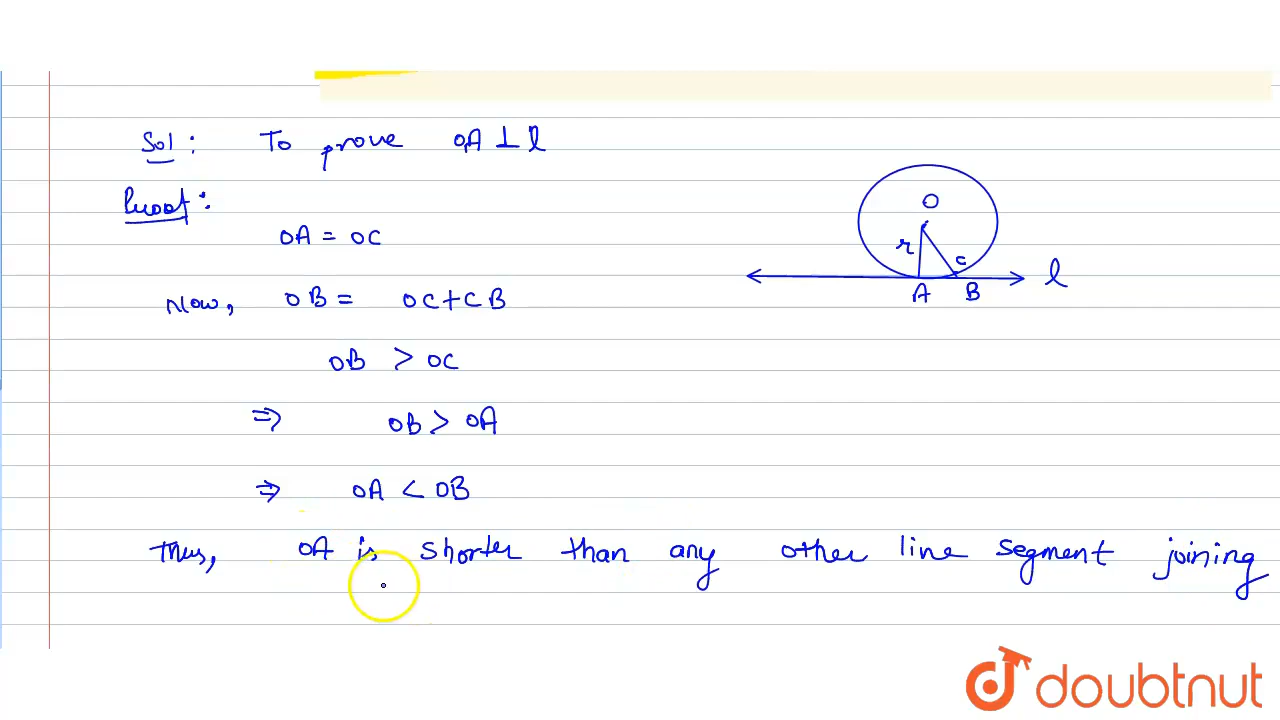 Sol: To prove OA ⊥ l
Proof:
OA = OC
Now, OB = OC+CB
OB > OC
⇒ OB > OA
⇒ OA < OB
Thus, OA is shorter than any other line segment joining
O
r
C
A
B
l
doubtnut